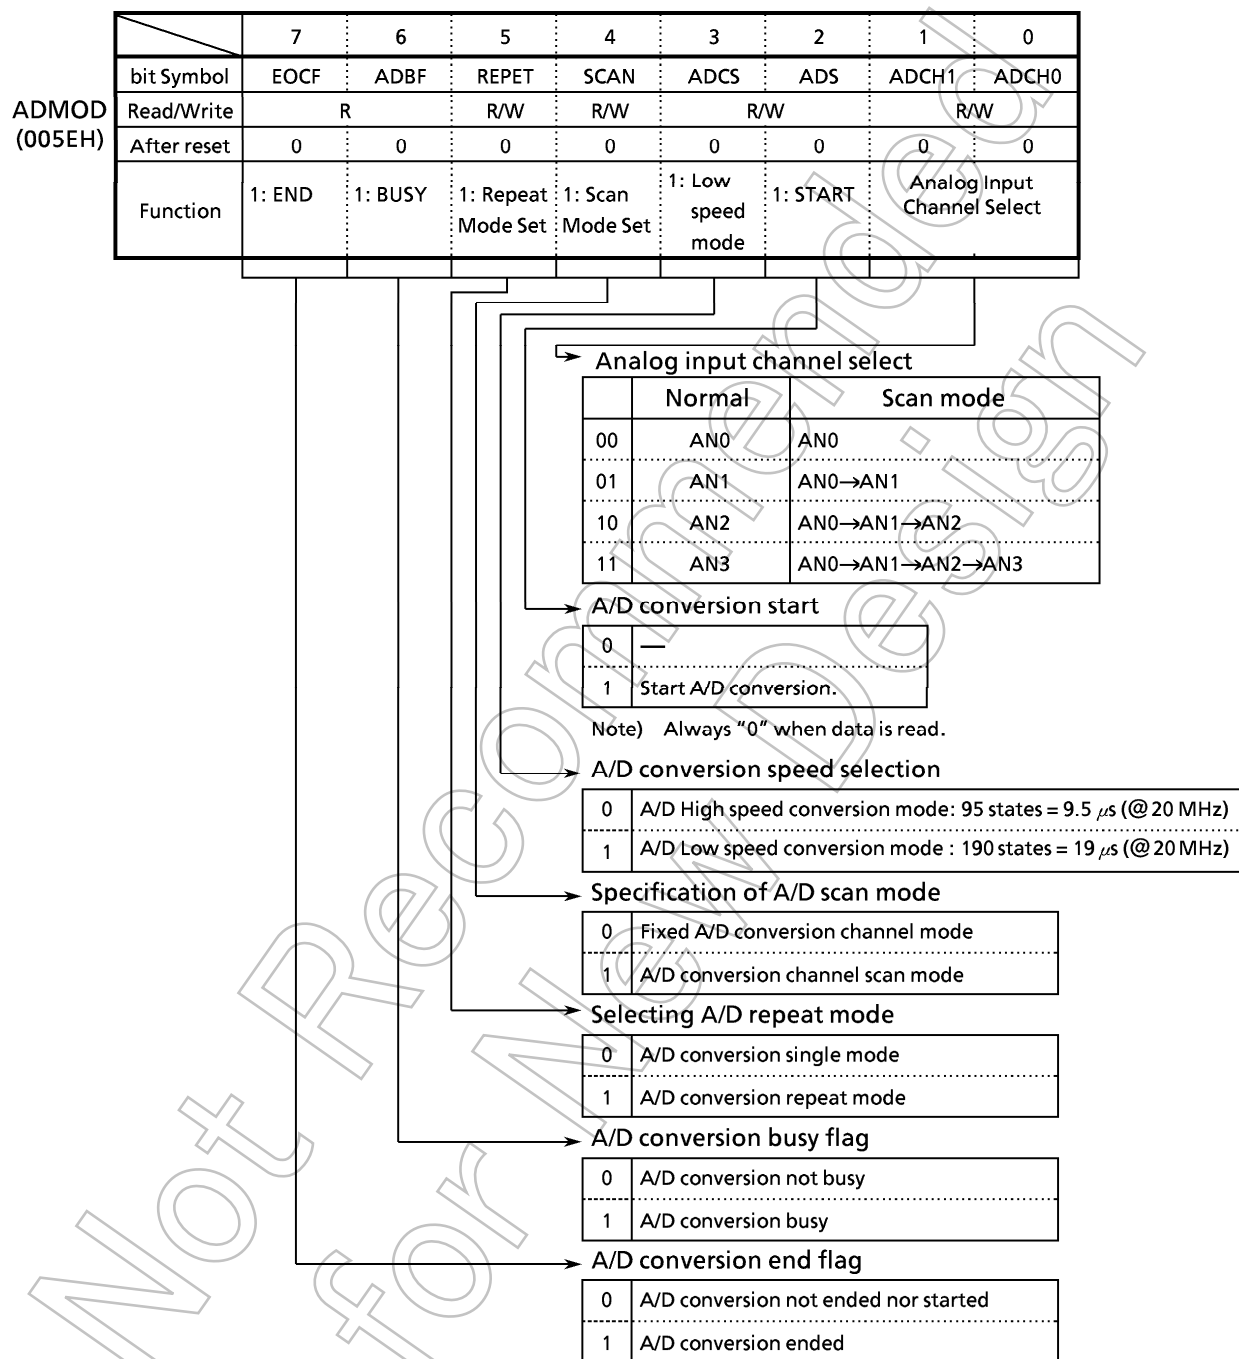 7 6 5 4 3 2 1 0
bit Symbol EOCF ADBF REPET SCAN ADCS ADS ADCH1 ADCH0
ADMOD
(005EH)
Read/Write R R/W R/W R/W R/W
After reset 0 0 0 0 0 0 0 0
Function 1: END 1: BUSY 1: Repeat Mode Set 1: Scan Mode Set 1: Low speed mode 1: START Analog Input Channel Select
Analog input channel select
Normal Scan mode
00 AN0 AN0
01 AN1 AN0→AN1
10 AN2 AN0→AN1→AN2
11 AN3 AN0→AN1→AN2→AN3
A/D conversion start
0 —
1 Start A/D conversion.
Note) Always "0" when data is read.
A/D conversion speed selection
0 A/D High speed conversion mode: 95 states = 9.5 μs (@ 20 MHz)
1 A/D Low speed conversion mode : 190 states = 19 μs (@ 20 MHz)
Specification of A/D scan mode
0 Fixed A/D conversion channel mode
1 A/D conversion channel scan mode
Selecting A/D repeat mode
0 A/D conversion single mode
1 A/D conversion repeat mode
A/D conversion busy flag
0 A/D conversion not busy
1 A/D conversion busy
A/D conversion end flag
0 A/D conversion not ended nor started
1 A/D conversion ended
Not Recommended
for New Design